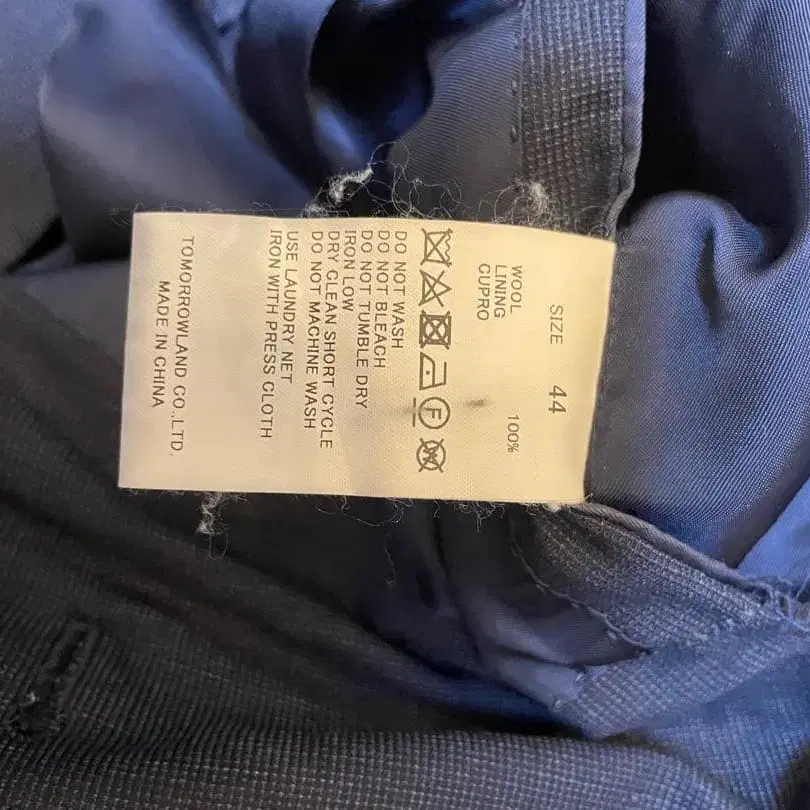 SIZE 44
WOOL 100%
LINING
CUPRO
F W
DO NOT WASH
DO NOT BLEACH
DO NOT TUMBLE DRY
IRON LOW
DRY CLEAN SHORT CYCLE
DO NOT MACHINE WASH
USE LAUNDRY NET
IRON WITH PRESS CLOTH
TOMORROWLAND CO.,LTD.
MADE IN CHINA